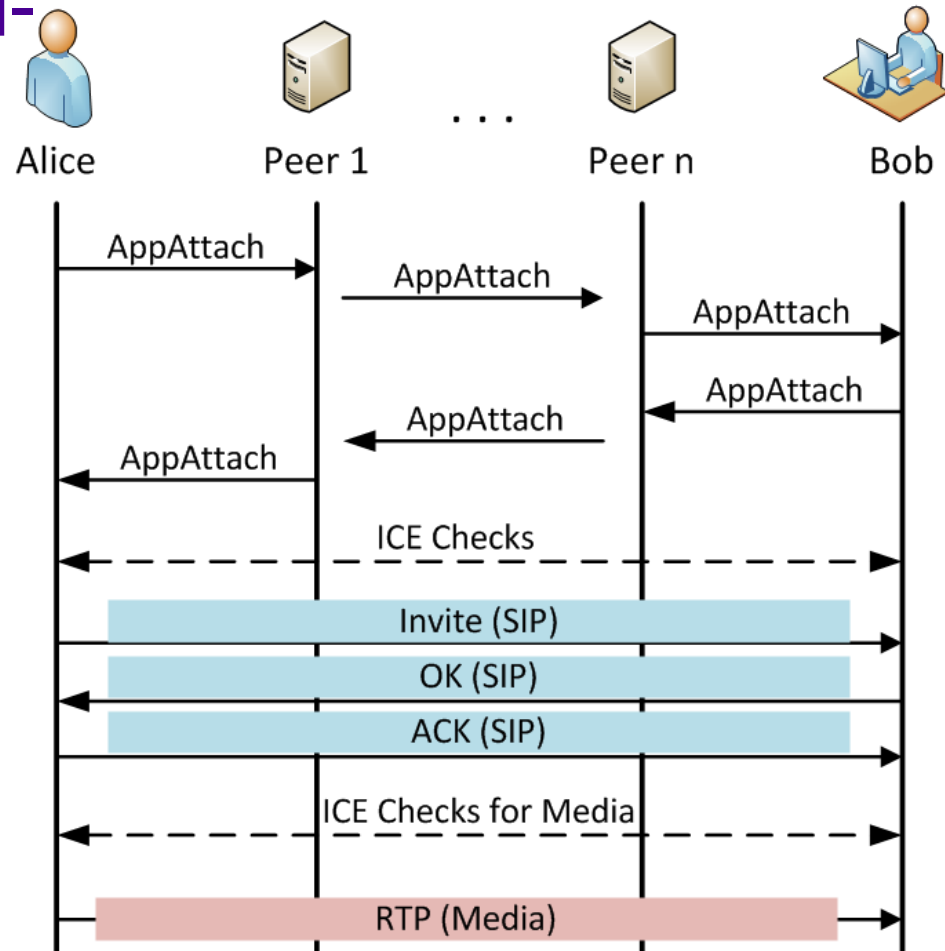 . . .
Alice
Peer 1
Peer n
Bob
AppAttach
AppAttach
AppAttach
AppAttach
AppAttach
AppAttach
ICE Checks
Invite (SIP)
OK (SIP)
ACK (SIP)
ICE Checks for Media
RTP (Media)